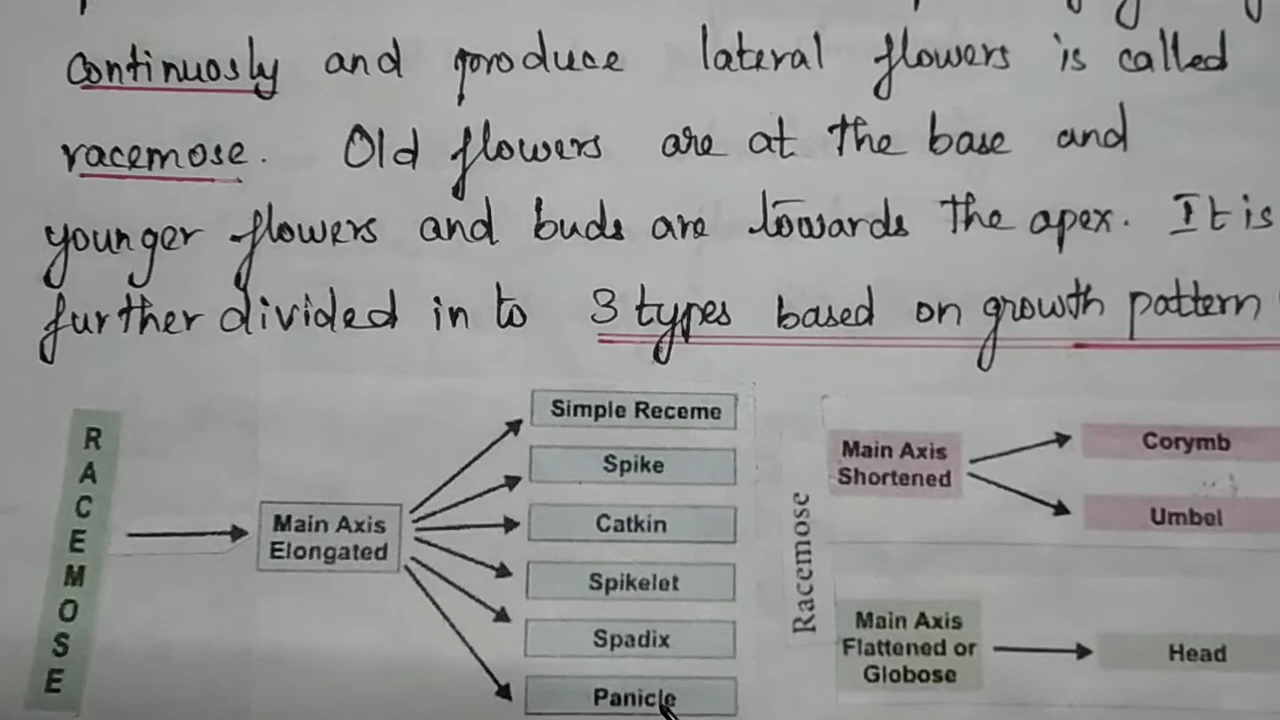 continuosly and produce lateral flowers is called
racemose. Old flowers are at the base and
younger flowers and buds are towards the apex. It is
further divided in to 3 types based on growth pattern
RACEMOSE
Main Axis
Elongated
Simple Receme
Spike
Catkin
Spikelet
Spadix
Panicle
Racemose
Main Axis
Shortened
Corymb
Umbel
Main Axis
Flattened or
Globose
Head